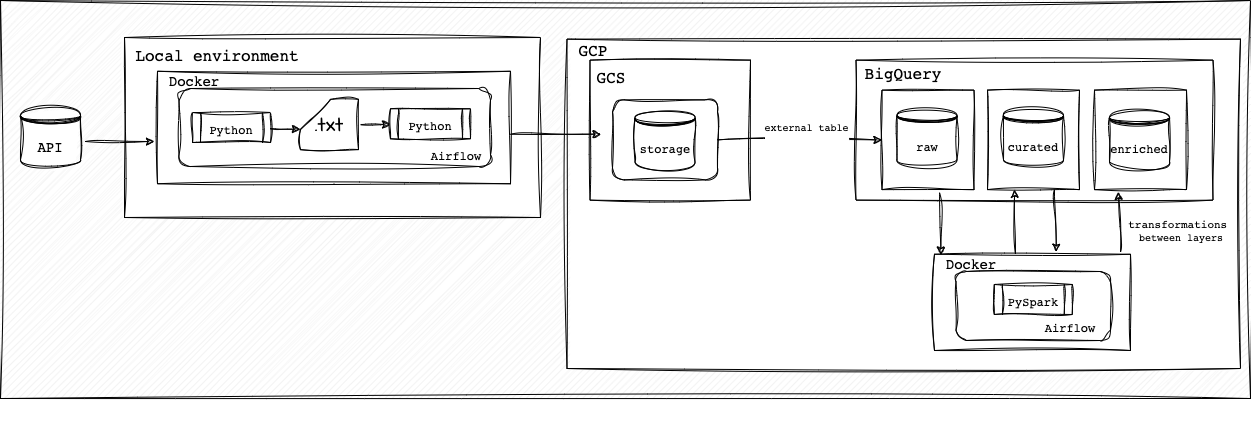 Local environment
Docker
API
Python
.txt
Python
Airflow
GCP
GCS
storage
external table
BigQuery
raw
curated
enriched
transformations
between layers
Docker
PySpark
Airflow